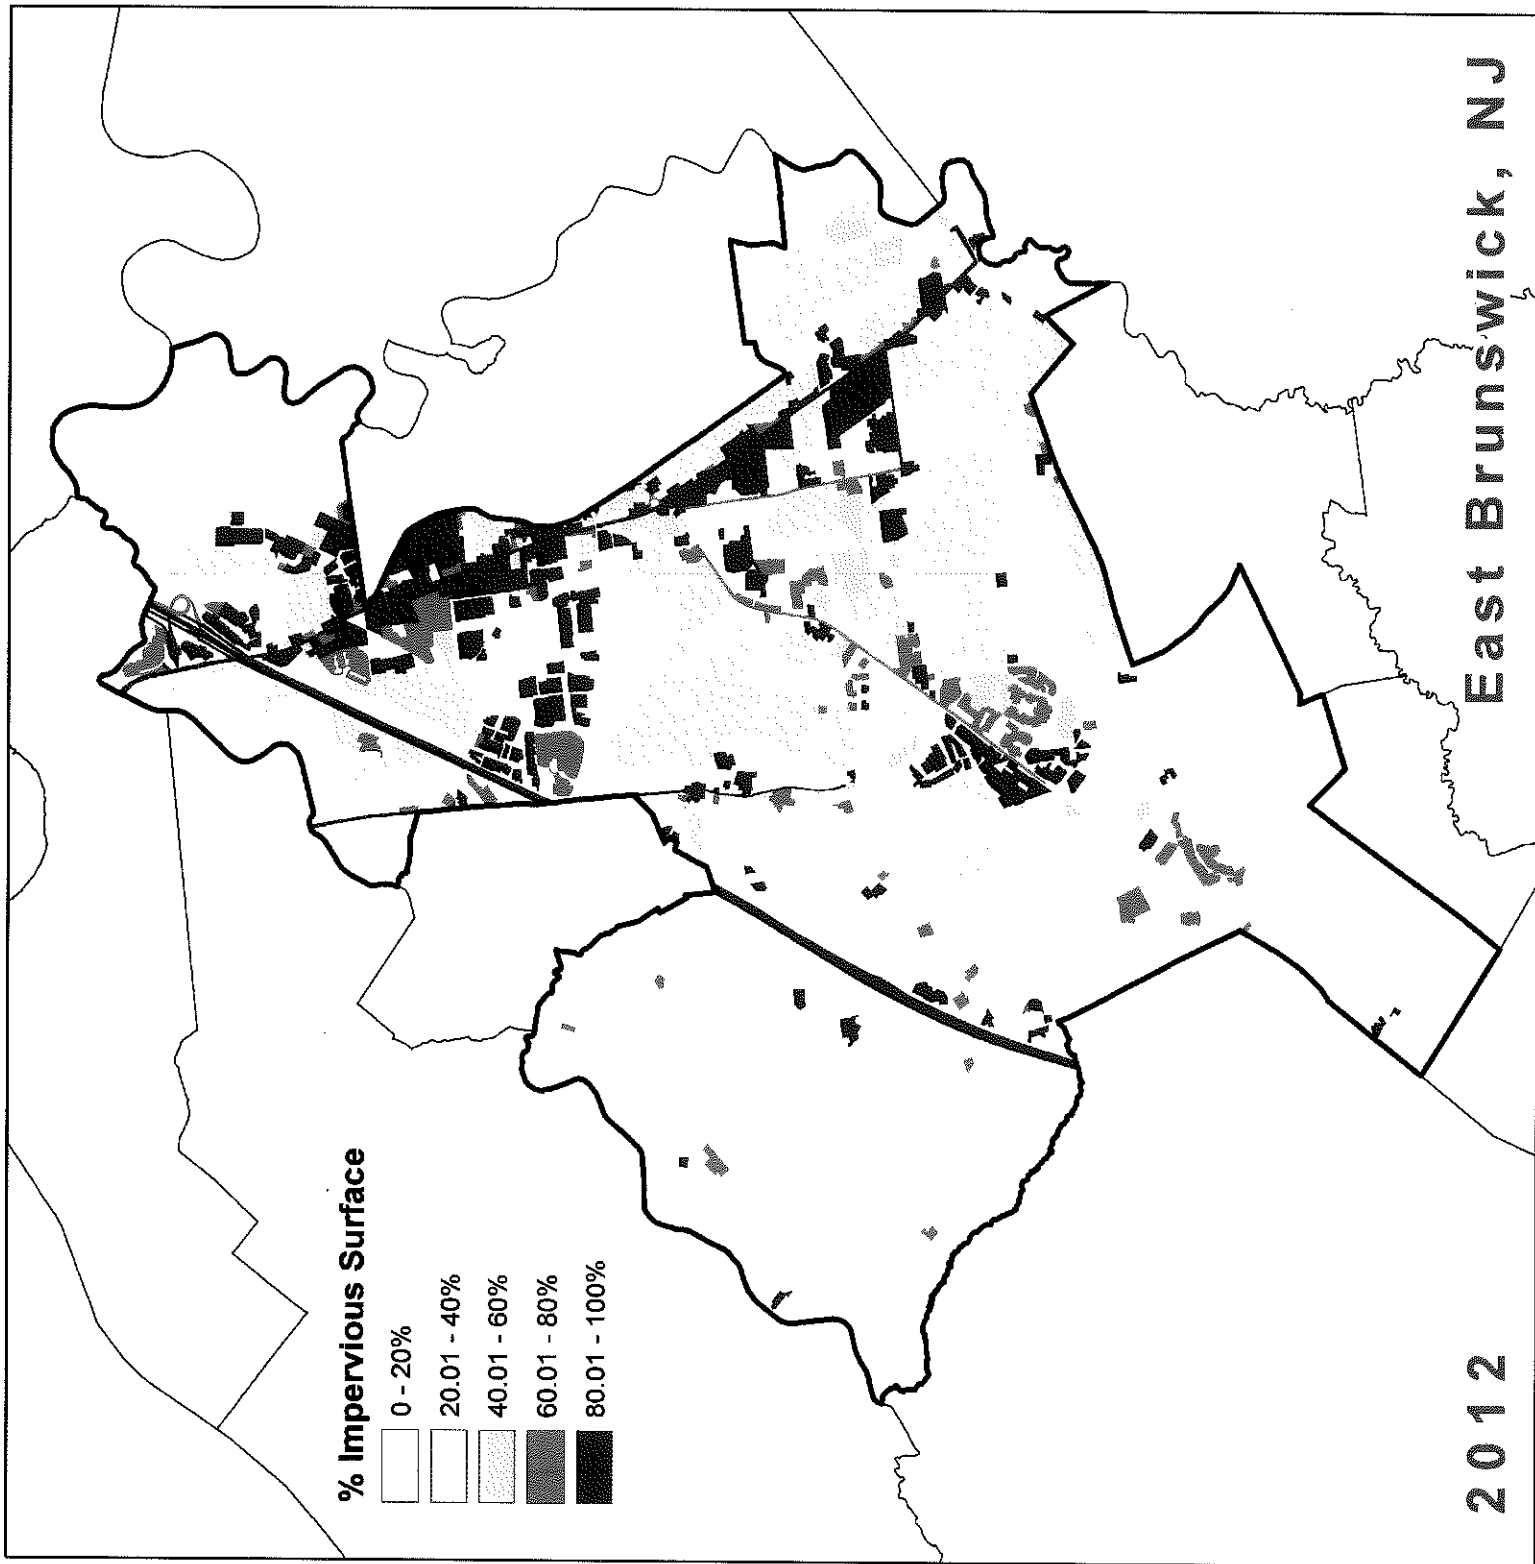 % Impervious Surface
0 - 20%
20.01 - 40%
40.01 - 60%
60.01 - 80%
80.01 - 100%
2012
East Brunswick, NJ